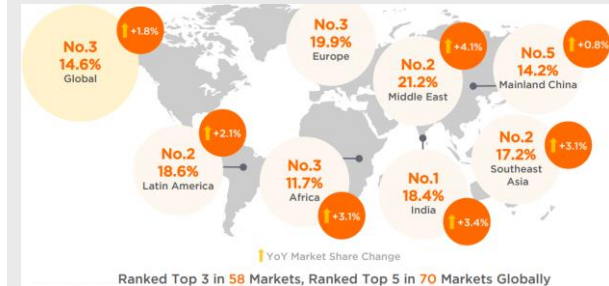 No.3
14.6%
Global
+1.8%
No.3
19.9%
Europe
No.2
21.2%
Middle East
+4.1%
No.5
14.2%
Mainland China
+0.8%
No.2
18.6%
Latin America
+2.1%
No.3
11.7%
Africa
+3.1%
No.1
18.4%
India
+3.4%
No.2
17.2%
Southeast
Asia
+3.1%
YoY Market Share Change
Ranked Top 3 in 58 Markets, Ranked Top 5 in 70 Markets Globally